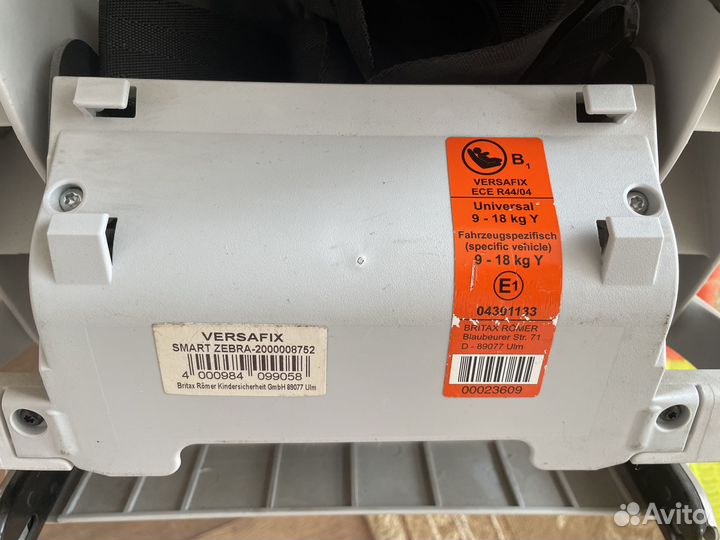 B1
VERSAFIX
ECE R44/04
Universal
9 - 18 kg Y
Fahrzeugspezifisch
(specific vehicle)
9 - 18 kg Y
E1
04301133
BRITAX RÖMER
Blaubeurer Str. 71
D - 89077 Ulm
00023609
VERSAFIX
SMART ZEBRA-2000008752
4 000984 099058
Britax Römer Kindersicherheit GmbH 89077 Ulm
Avito